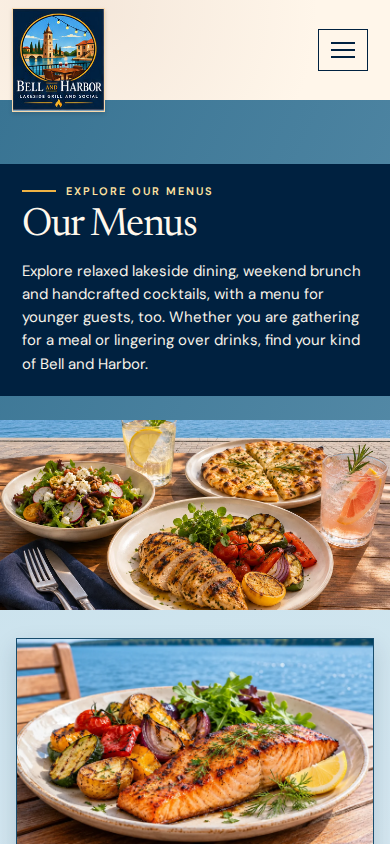 BELL AND HARBOR
LAKESIDE GRILL AND SOCIAL
EXPLORE OUR MENUS
Our Menus
Explore relaxed lakeside dining, weekend brunch
and handcrafted cocktails, with a menu for
younger guests, too. Whether you are gathering
for a meal or lingering over drinks, find your kind
of Bell and Harbor.